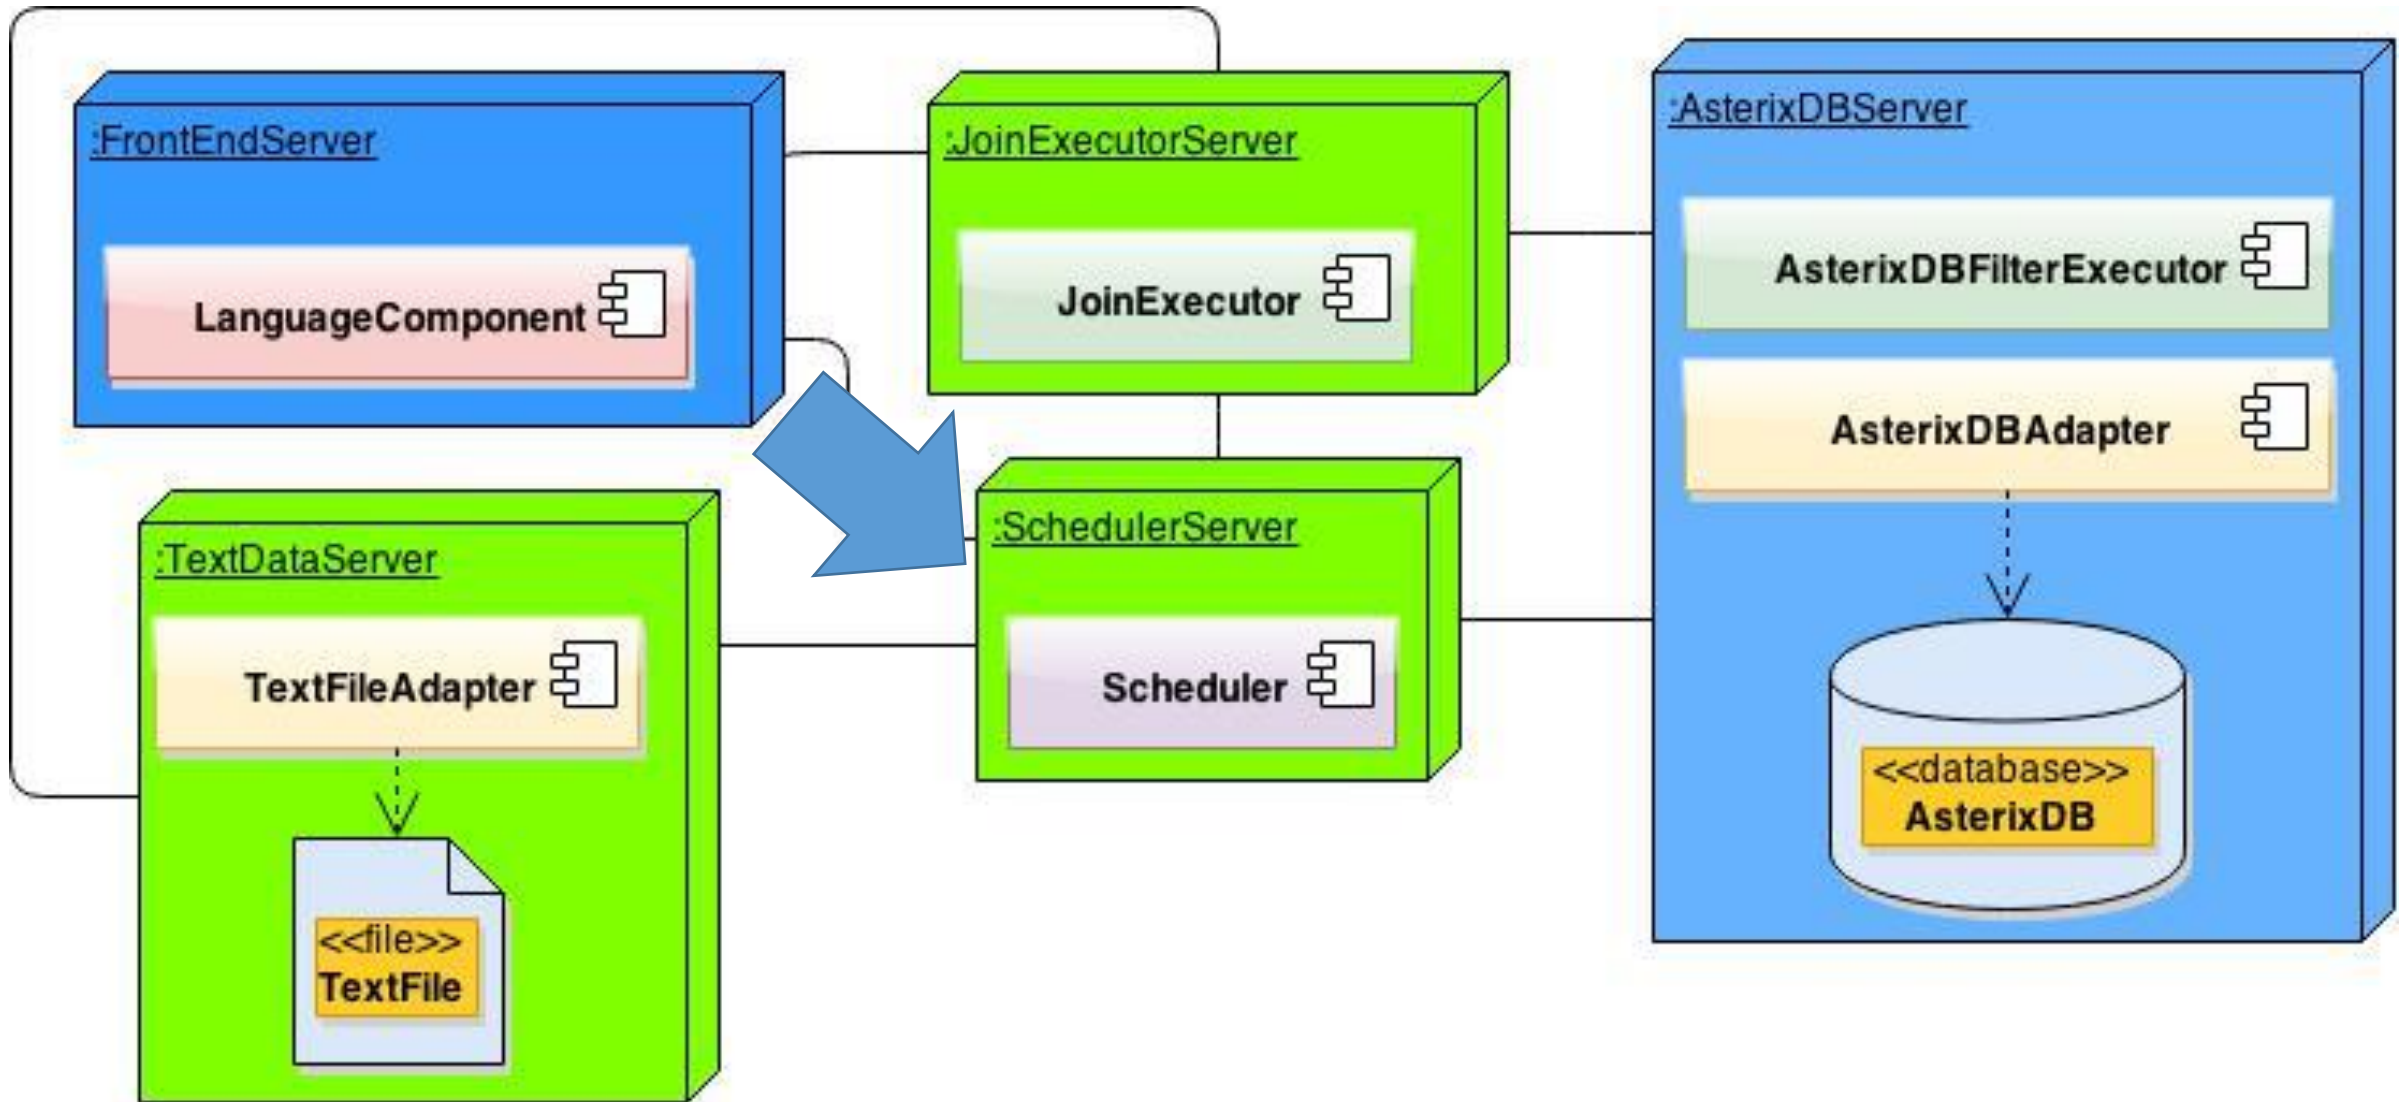 :FrontEndServer
LanguageComponent
:JoinExecutorServer
JoinExecutor
:AsterixDBServer
AsterixDBFilterExecutor
AsterixDBAdapter
<<database>>
AsterixDB
:TextDataServer
TextFileAdapter
<<file>>
TextFile
:SchedulerServer
Scheduler